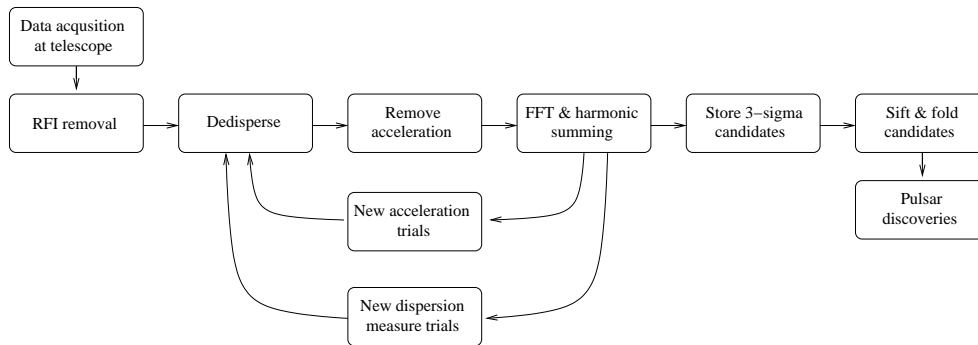 Data acqusition
at telescope
RFI removal
Dedisperse
Remove
acceleration
FFT & harmonic
summing
Store 3−sigma
candidates
Sift & fold
candidates
New acceleration
trials
Pulsar
discoveries
New dispersion
measure trials